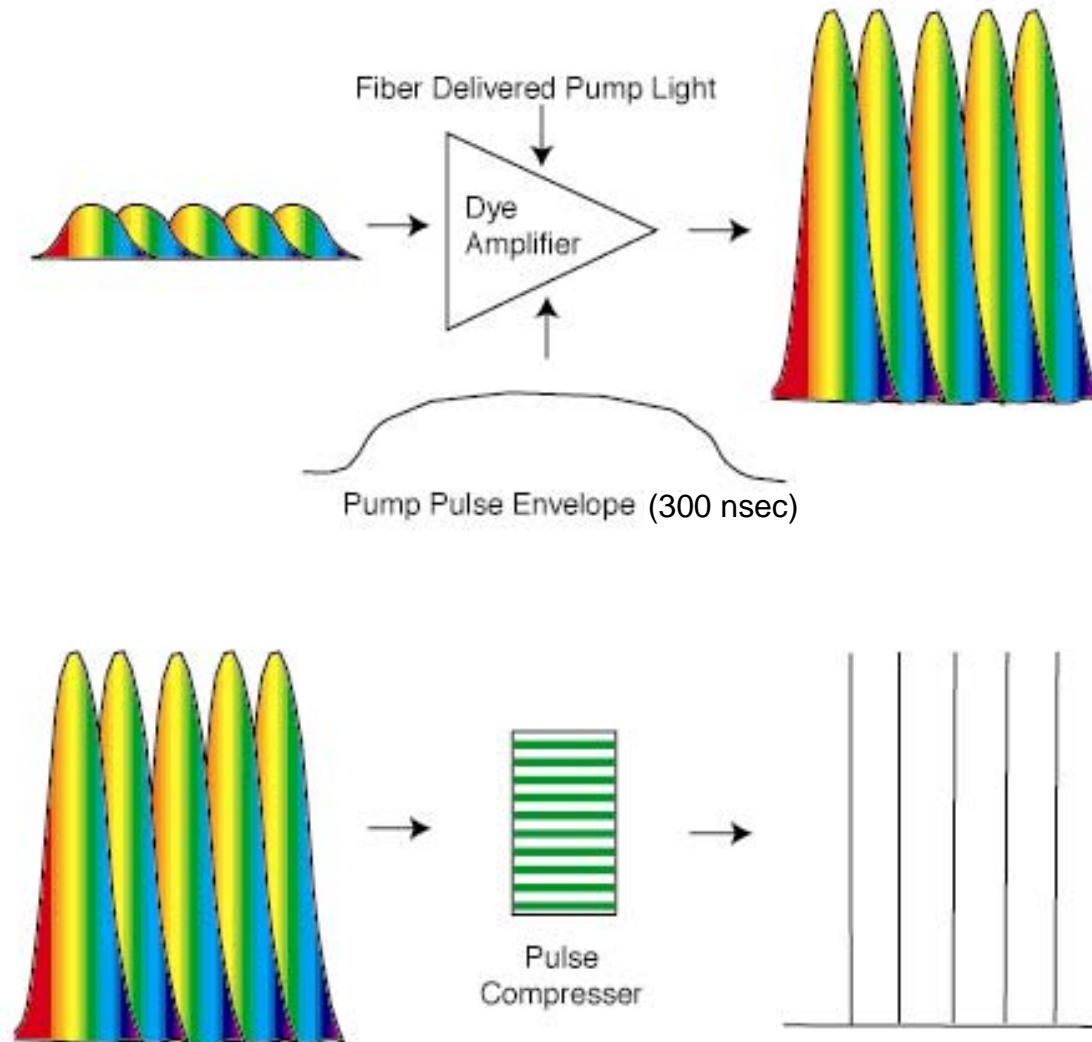 Fiber Delivered Pump Light
Dye
Amplifier
Pump Pulse Envelope (300 nsec)
Pulse
Compresser